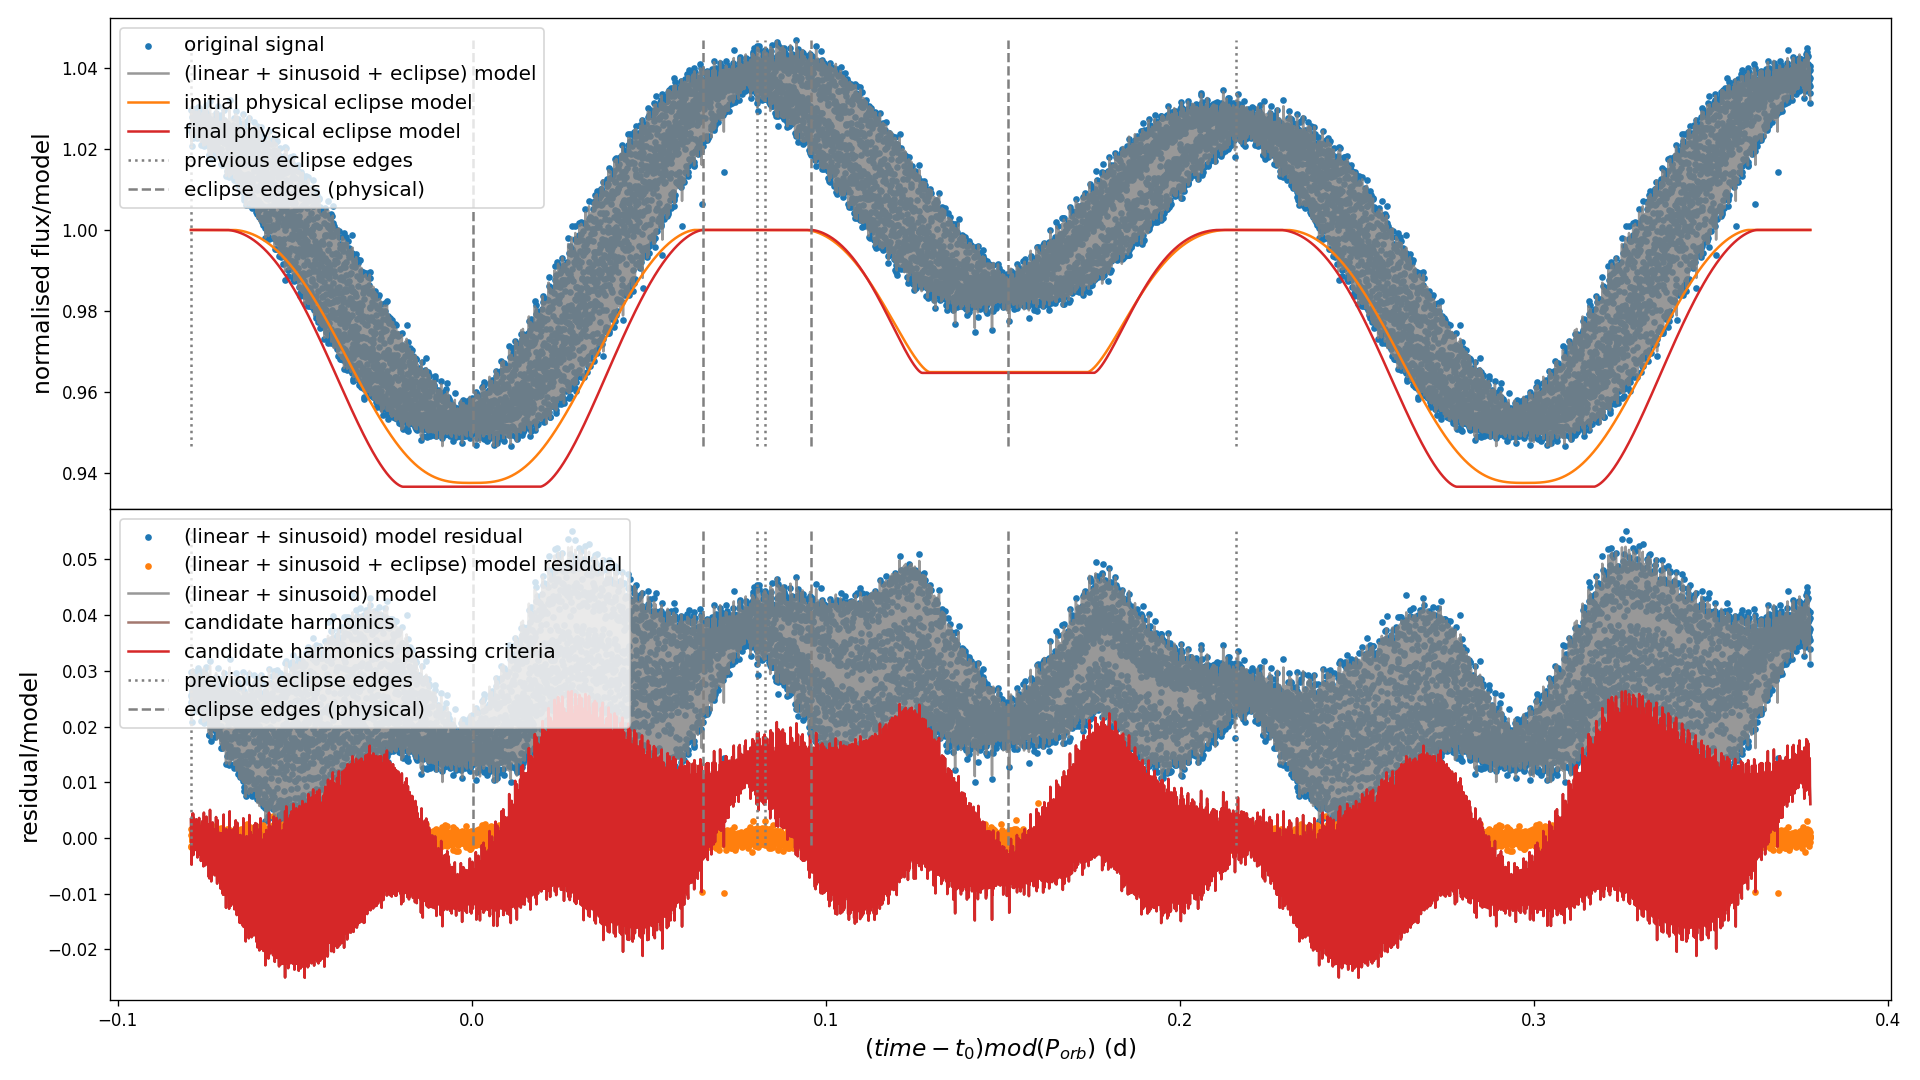 original signal
(linear + sinusoid + eclipse) model
initial physical eclipse model
final physical eclipse model
previous eclipse edges
eclipse edges (physical)
normalised flux/model
1.04
1.02
1.00
0.98
0.96
0.94
(linear + sinusoid) model residual
(linear + sinusoid + eclipse) model residual
(linear + sinusoid) model
candidate harmonics
candidate harmonics passing criteria
previous eclipse edges
eclipse edges (physical)
residual/model
0.05
0.04
0.03
0.02
0.01
0.00
−0.01
−0.02
−0.1 0.0 0.1 0.2 0.3 0.4
(time − t₀)mod(P_orb) (d)